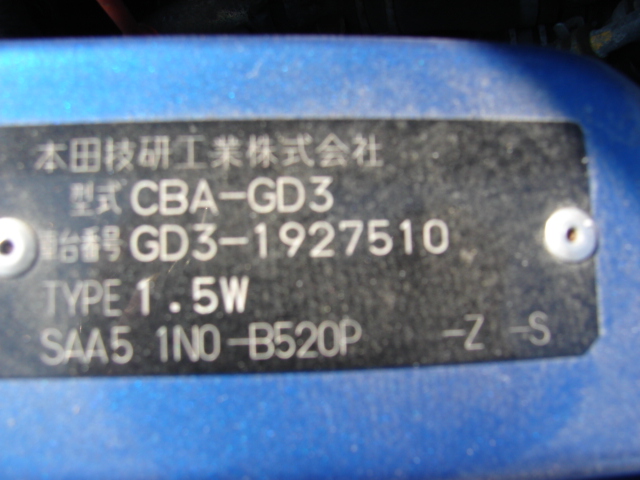 本田技研工業株式会社
型式 CBA-GD3
車台番号 GD3-1927510
TYPE 1.5W
SAA5 1N0-B520P -Z -S